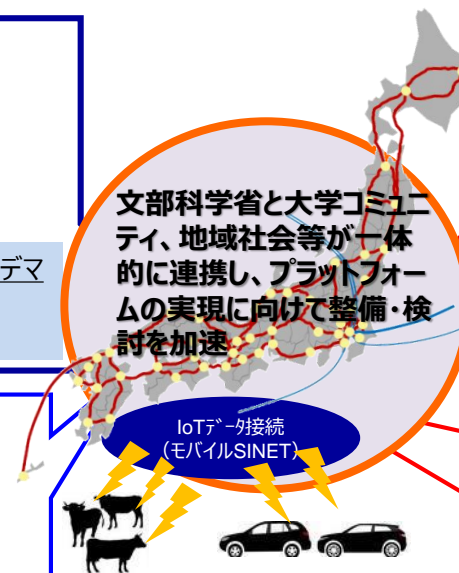 文部科学省と大学コミュニ
ティ、地域社会等が一体
的に連携し、プラットフォー
ムの実現に向けて整備・検
討を加速
デマ
IoTﾃﾞｰﾀ接続
(モバイルSINET)